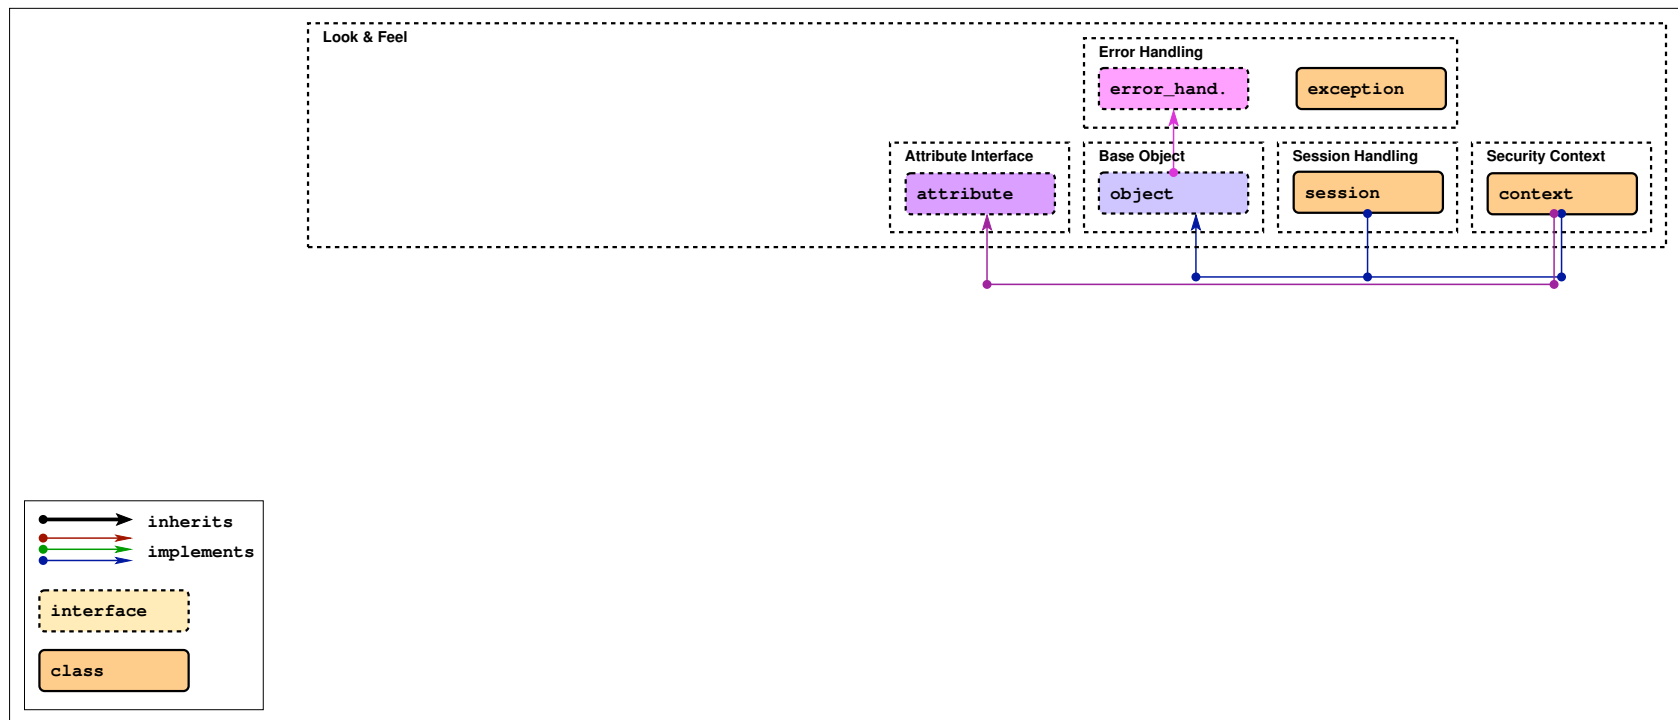 Look & Feel
Error Handling
error_hand.
exception
Attribute Interface
Base Object
Session Handling
Security Context
attribute
object
session
context
inherits
implements
interface
class